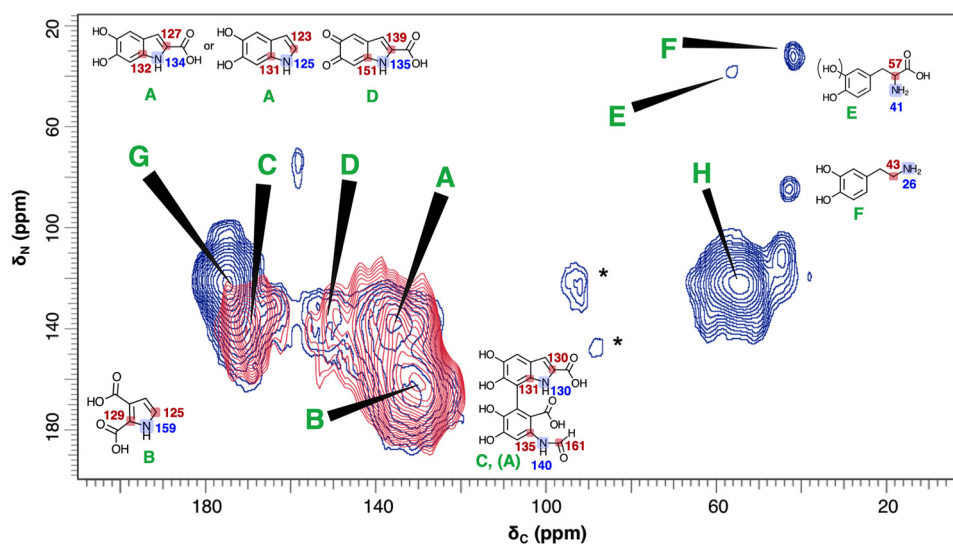 20
60
100
140
180
δN (ppm)
180
140
100
60
20
δC (ppm)
HO
HO
127
O
OH
132
N
H
134
A
or
HO
HO
123
131
N
H
125
A
O
O
139
O
OH
151
N
H
135
D
F
E
(HO)
HO
57
O
OH
NH2
41
E
G
C
D
A
H
HO
HO
43
NH2
26
F
*
*
B
O
HO
O
129
125
N
H
159
OH
B
HO
HO
130
O
OH
131
N
H
130
HO
HO
O
OH
135
N
H
H
161
O
140
C, (A)